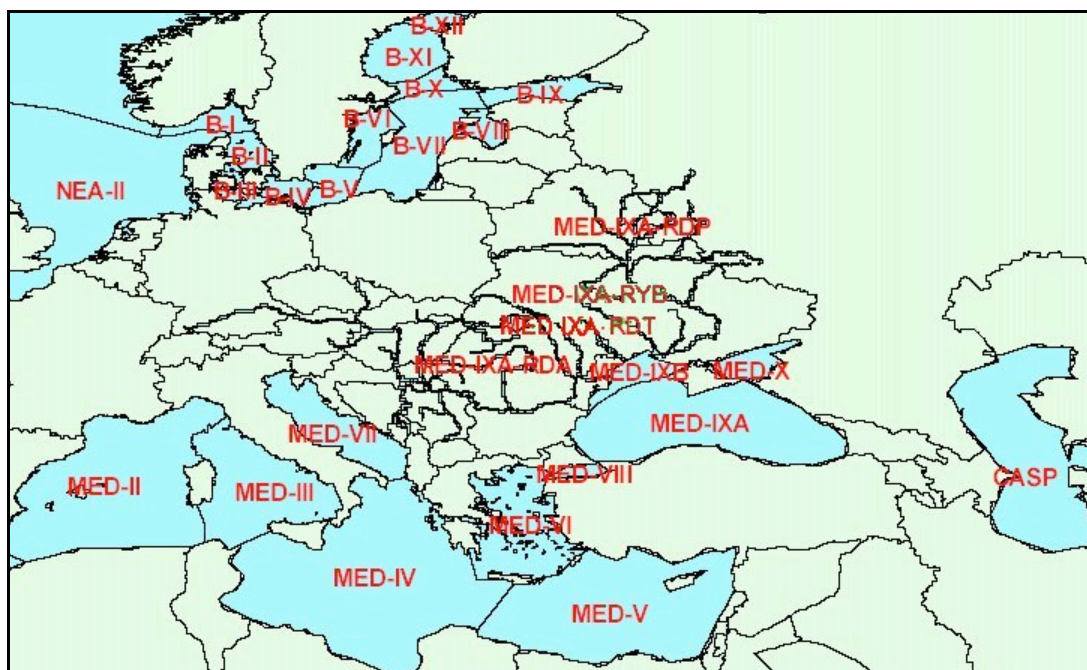 B-XII
B-XI
B-X
B-IX
B-I
B-VI
B-VIII
B-VII
B-II
NEA-II
B-III
B-IV
B-V
MED-IXA-RDP
MED-IXA-RYB
MED-IXA-RDT
MED-IXA-RDA
MED-IXB
MED-X
MED-IXA
MED-VII
MED-II
MED-III
MED-VIII
CASP
MED-VI
MED-IV
MED-V